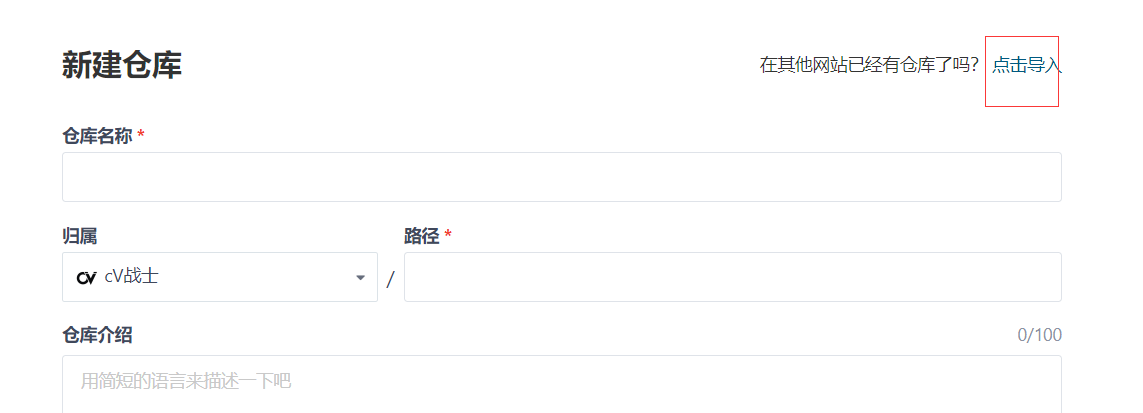 新建仓库
在其他网站已经有仓库了吗? 点击导入
仓库名称 *
归属
路径 *
CV cV战士
/
仓库介绍
0/100
用简短的语言来描述一下吧